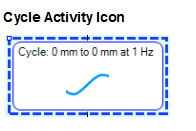 Cycle Activity Icon
Cycle: 0 mm to 0 mm at 1 Hz